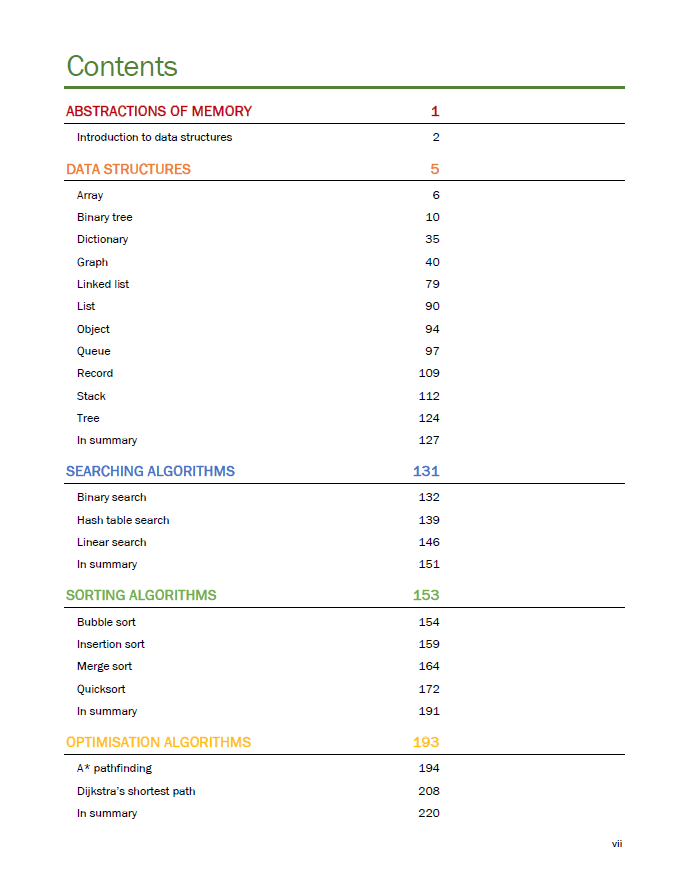 Contents
ABSTRACTIONS OF MEMORY 1
Introduction to data structures 2
DATA STRUCTURES 5
Array 6
Binary tree 10
Dictionary 35
Graph 40
Linked list 79
List 90
Object 94
Queue 97
Record 109
Stack 112
Tree 124
In summary 127
SEARCHING ALGORITHMS 131
Binary search 132
Hash table search 139
Linear search 146
In summary 151
SORTING ALGORITHMS 153
Bubble sort 154
Insertion sort 159
Merge sort 164
Quicksort 172
In summary 191
OPTIMISATION ALGORITHMS 193
A* pathfinding 194
Dijkstra's shortest path 208
In summary 220
vii